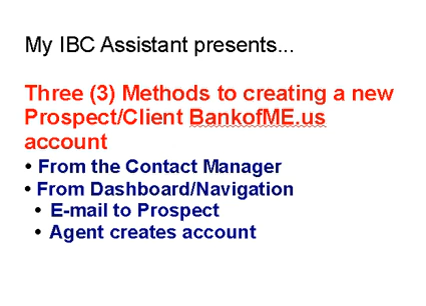 My IBC Assistant presents...
Three (3) Methods to creating a new
Prospect/Client BankofME.us
account
• From the Contact Manager
• From Dashboard/Navigation
• E-mail to Prospect
• Agent creates account